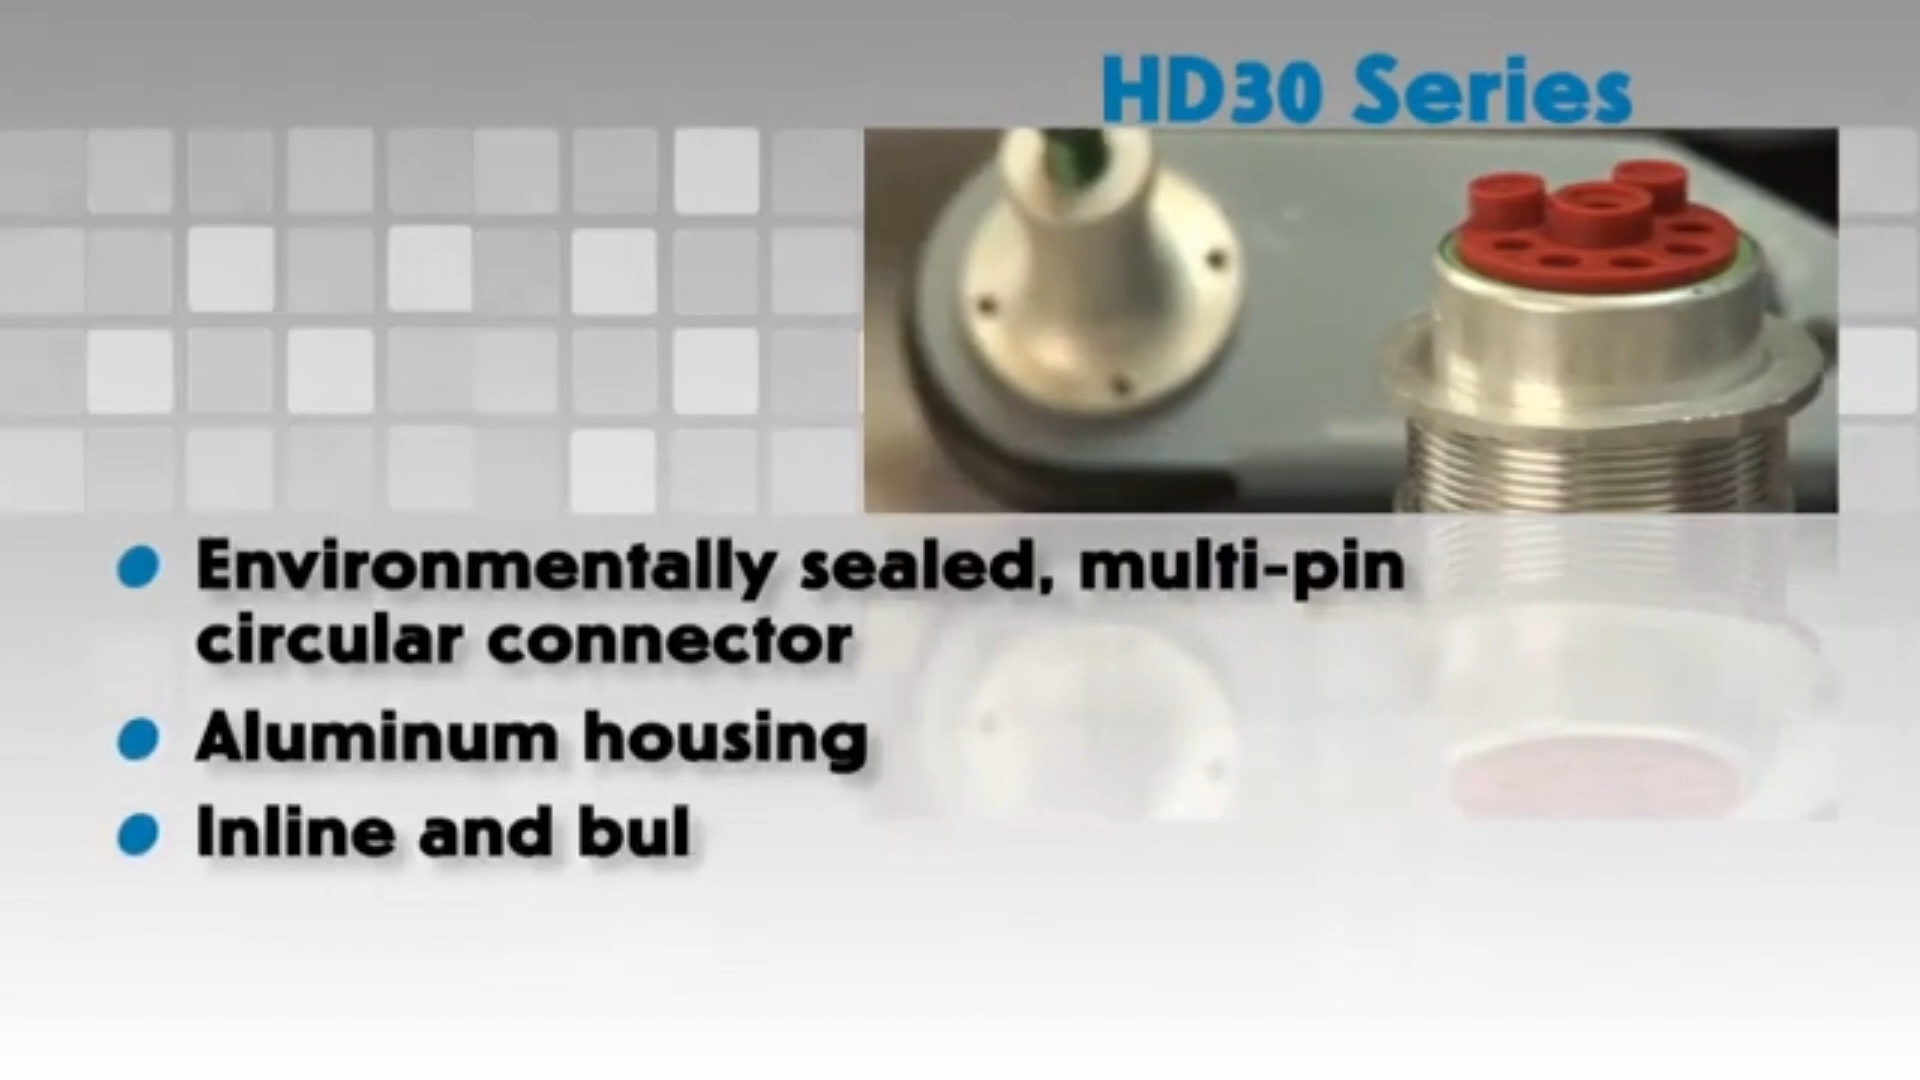 HD30 Series
Environmentally sealed, multi-pin
circular connector
Aluminum housing
Inline and bul